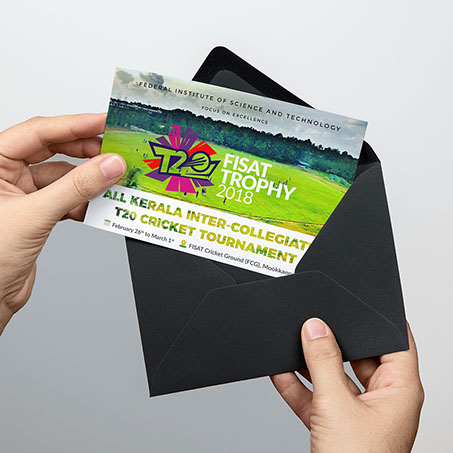 FEDERAL INSTITUTE OF SCIENCE AND TECHNOLOGY
FOCUS ON EXCELLENCE
T20
FISAT
TROPHY
2018
ALL KERALA INTER-COLLEGIAT
T20 CRICKET TOURNAMENT
February 26th to March 1st FISAT Cricket Ground (FCG), Mookkan